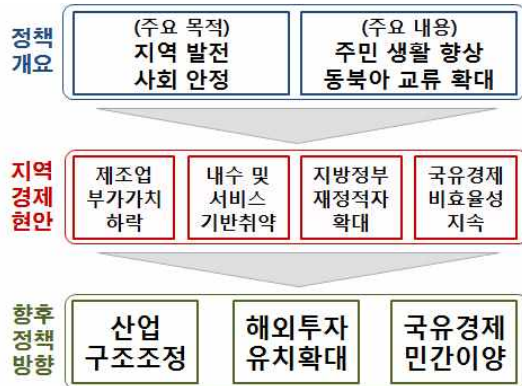 정책
개요
(주요 목적)
지역 발전
사회 안정
(주요 내용)
주민 생활 향상
동북아 교류 확대
지역
경제
현안
제조업
부가가치
하락
내수 및
서비스
기반취약
지방정부
재정적자
확대
국유경제
비효율성
지속
향후
정책
방향
산업
구조조정
해외투자
유치확대
국유경제
민간이양